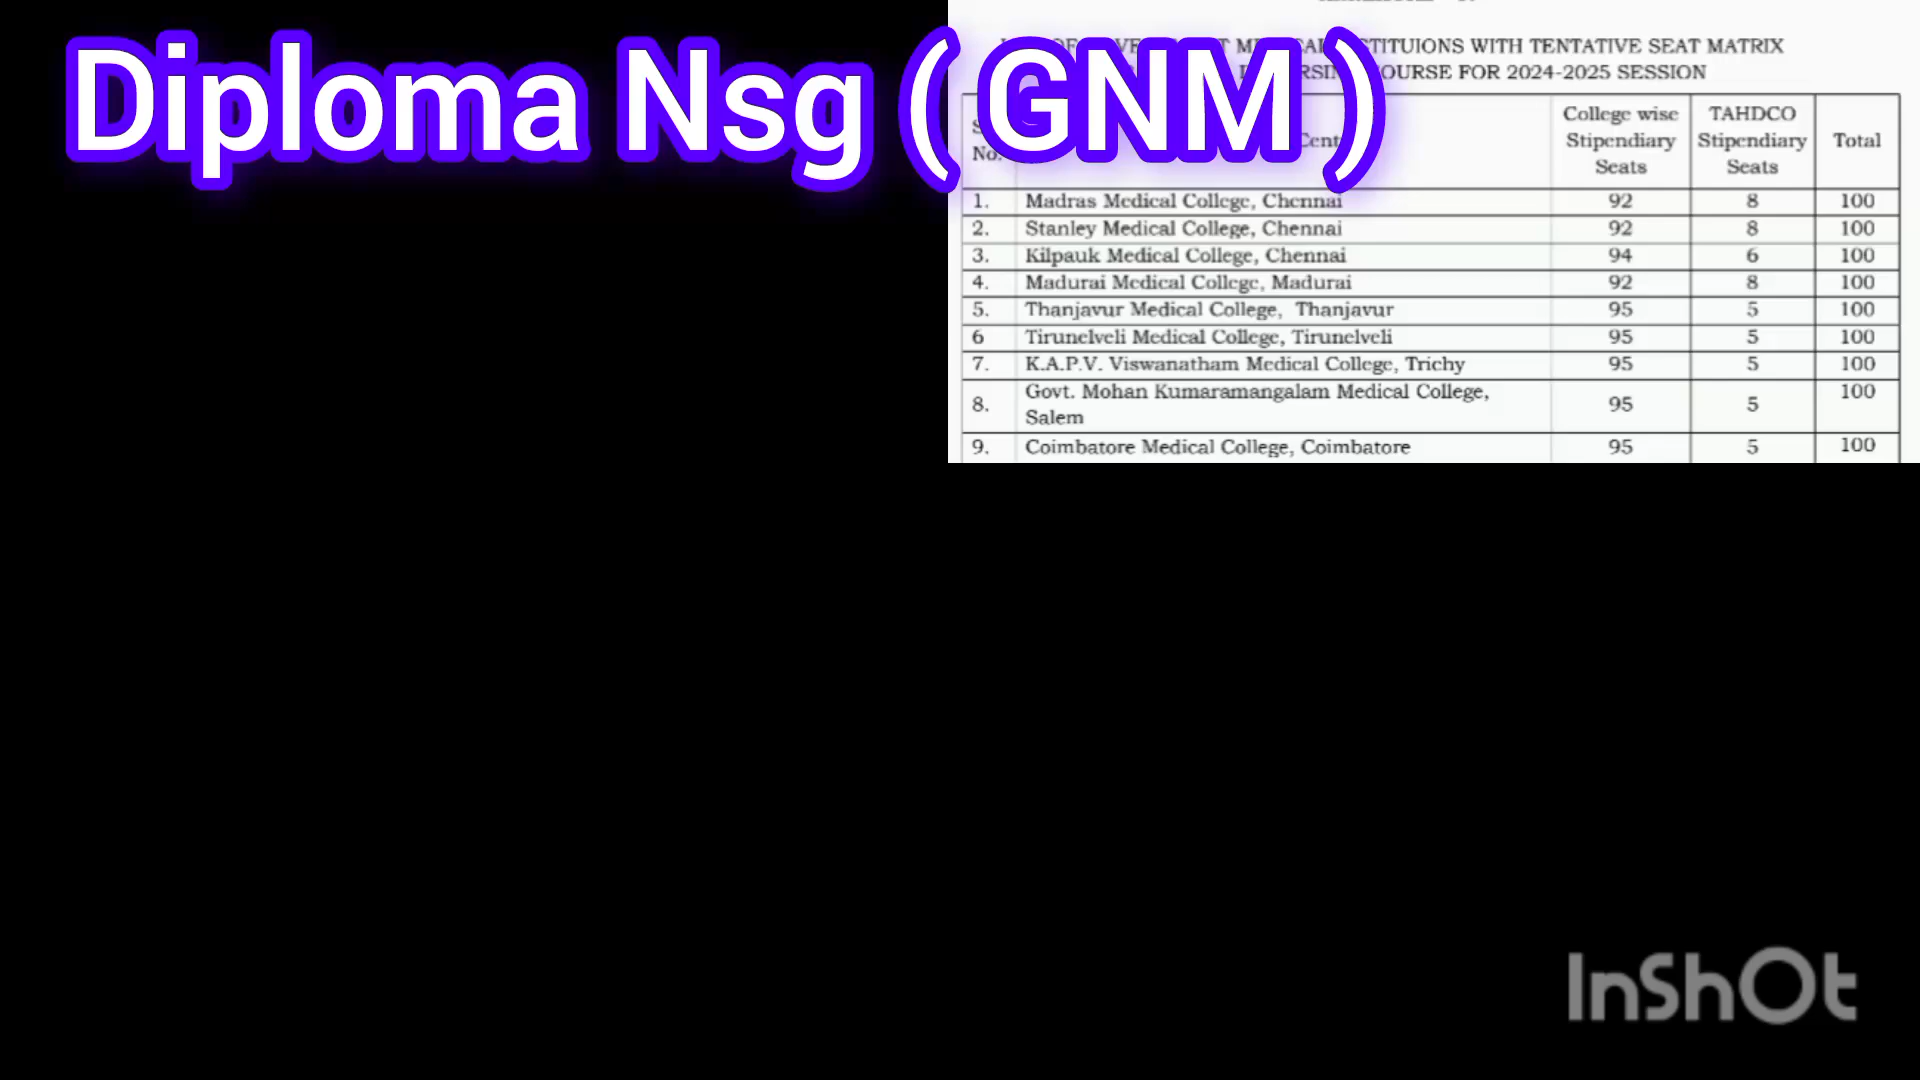 Diploma Nsg ( GNM )
STITUIONS WITH TENTATIVE SEAT MATRIX
COURSE FOR 2024-2025 SESSION
No. College wise Stipendiary Seats TAHDCO Stipendiary Seats Total
1. Madras Medical College, Chennai 92 8 100
2. Stanley Medical College, Chennai 92 8 100
3. Kilpauk Medical College, Chennai 94 6 100
4. Madurai Medical College, Madurai 92 8 100
5. Thanjavur Medical College, Thanjavur 95 5 100
6 Tirunelveli Medical College, Tirunelveli 95 5 100
7. K.A.P.V. Viswanatham Medical College, Trichy 95 5 100
8. Govt. Mohan Kumaramangalam Medical College, Salem 95 5 100
9. Coimbatore Medical College, Coimbatore 95 5 100
InShOt